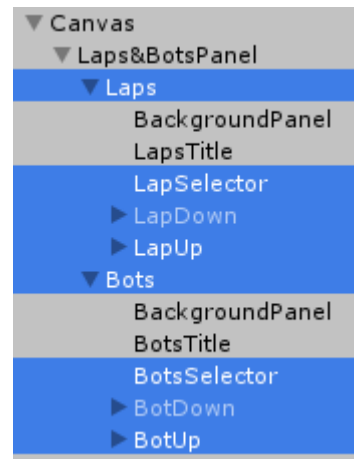 Canvas
Laps&BotsPanel
Laps
BackgroundPanel
LapsTitle
LapSelector
LapDown
LapUp
Bots
BackgroundPanel
BotsTitle
BotsSelector
BotDown
BotUp